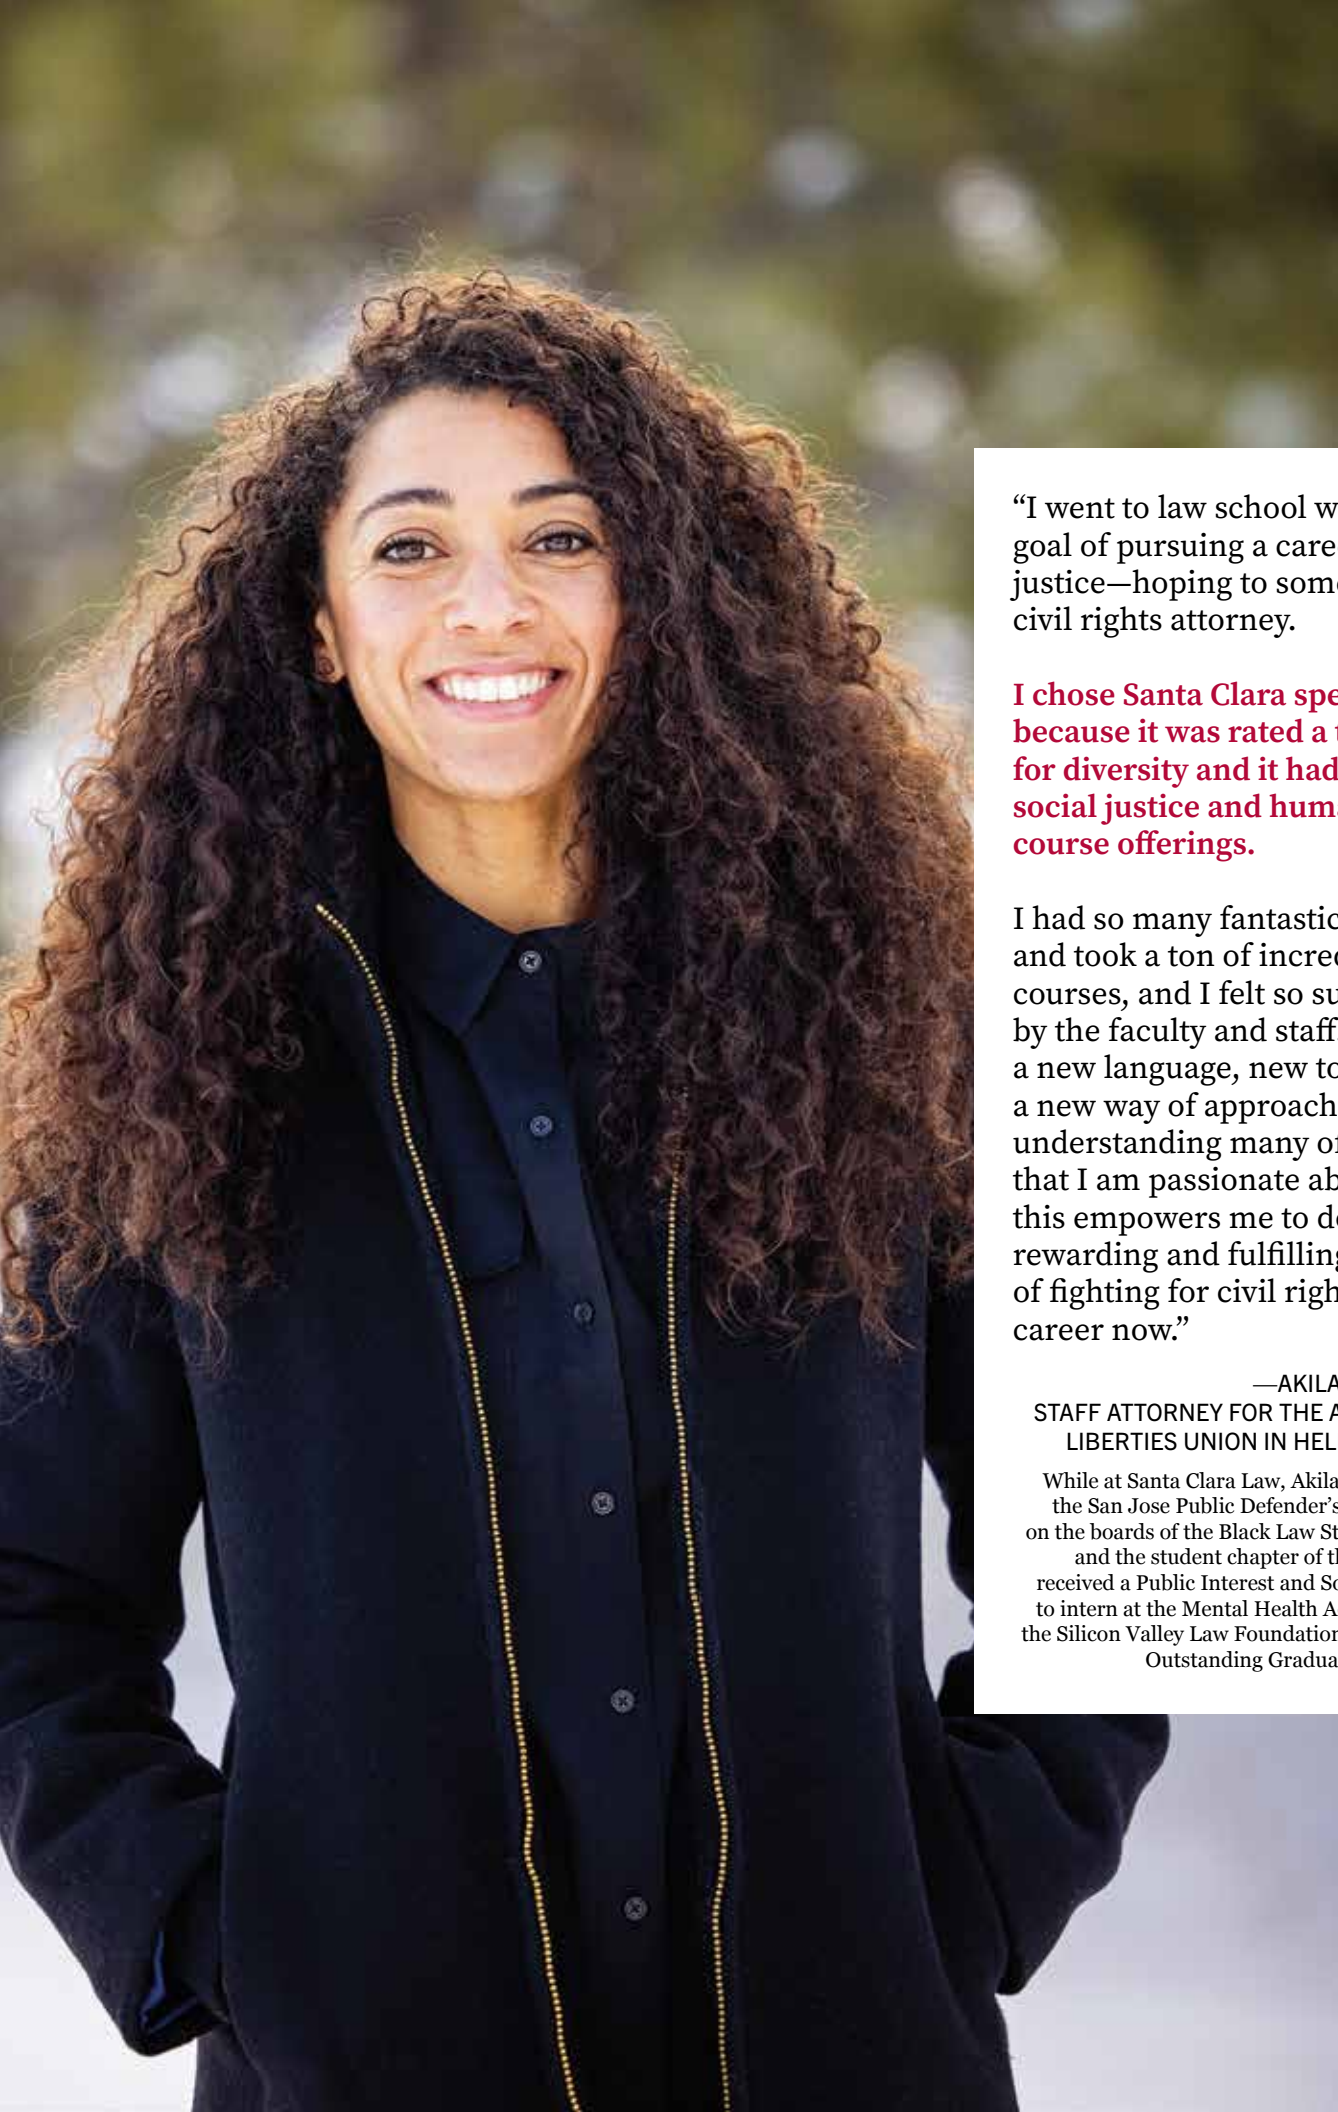 “I went to law school w
goal of pursuing a care
justice—hoping to som
civil rights attorney.
I chose Santa Clara spe
because it was rated a t
for diversity and it had
social justice and hum
course offerings.
I had so many fantastic
and took a ton of incre
courses, and I felt so su
by the faculty and staff
a new language, new to
a new way of approach
understanding many of
that I am passionate ab
this empowers me to d
rewarding and fulfilling
of fighting for civil righ
career now.”
—AKILA
STAFF ATTORNEY FOR THE A
LIBERTIES UNION IN HEL
While at Santa Clara Law, Akila
the San Jose Public Defender’s
on the boards of the Black Law St
and the student chapter of th
received a Public Interest and So
to intern at the Mental Health A
the Silicon Valley Law Foundation
Outstanding Gradua